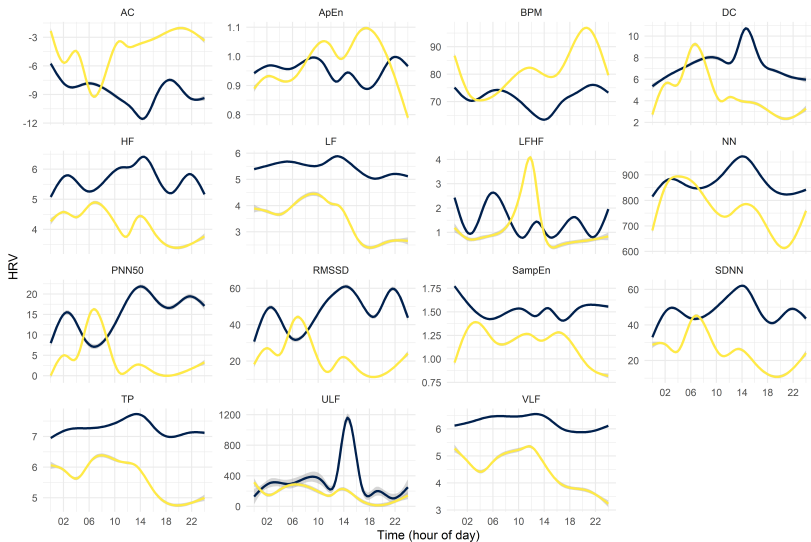 AC ApEn BPM DC
-3 -6 -9 -12
1.1 1.0 0.9 0.8
90 80 70
10 8 6 4 2
HF LF LFHF NN
6 5 4
6 5 4 3
4 3 2 1
900 800 700 600
HRV
PNN50 RMSSD SampEn SDNN
20 15 10 5 0
60 40 20
1.75 1.50 1.25 1.00 0.75
60 40 20
02 06 10 14 18 22
TP ULF VLF
7 6 5
1200 800 400 0
6 5 4 3
02 06 10 14 18 22 02 06 10 14 18 22 02 06 10 14 18 22
Time (hour of day)